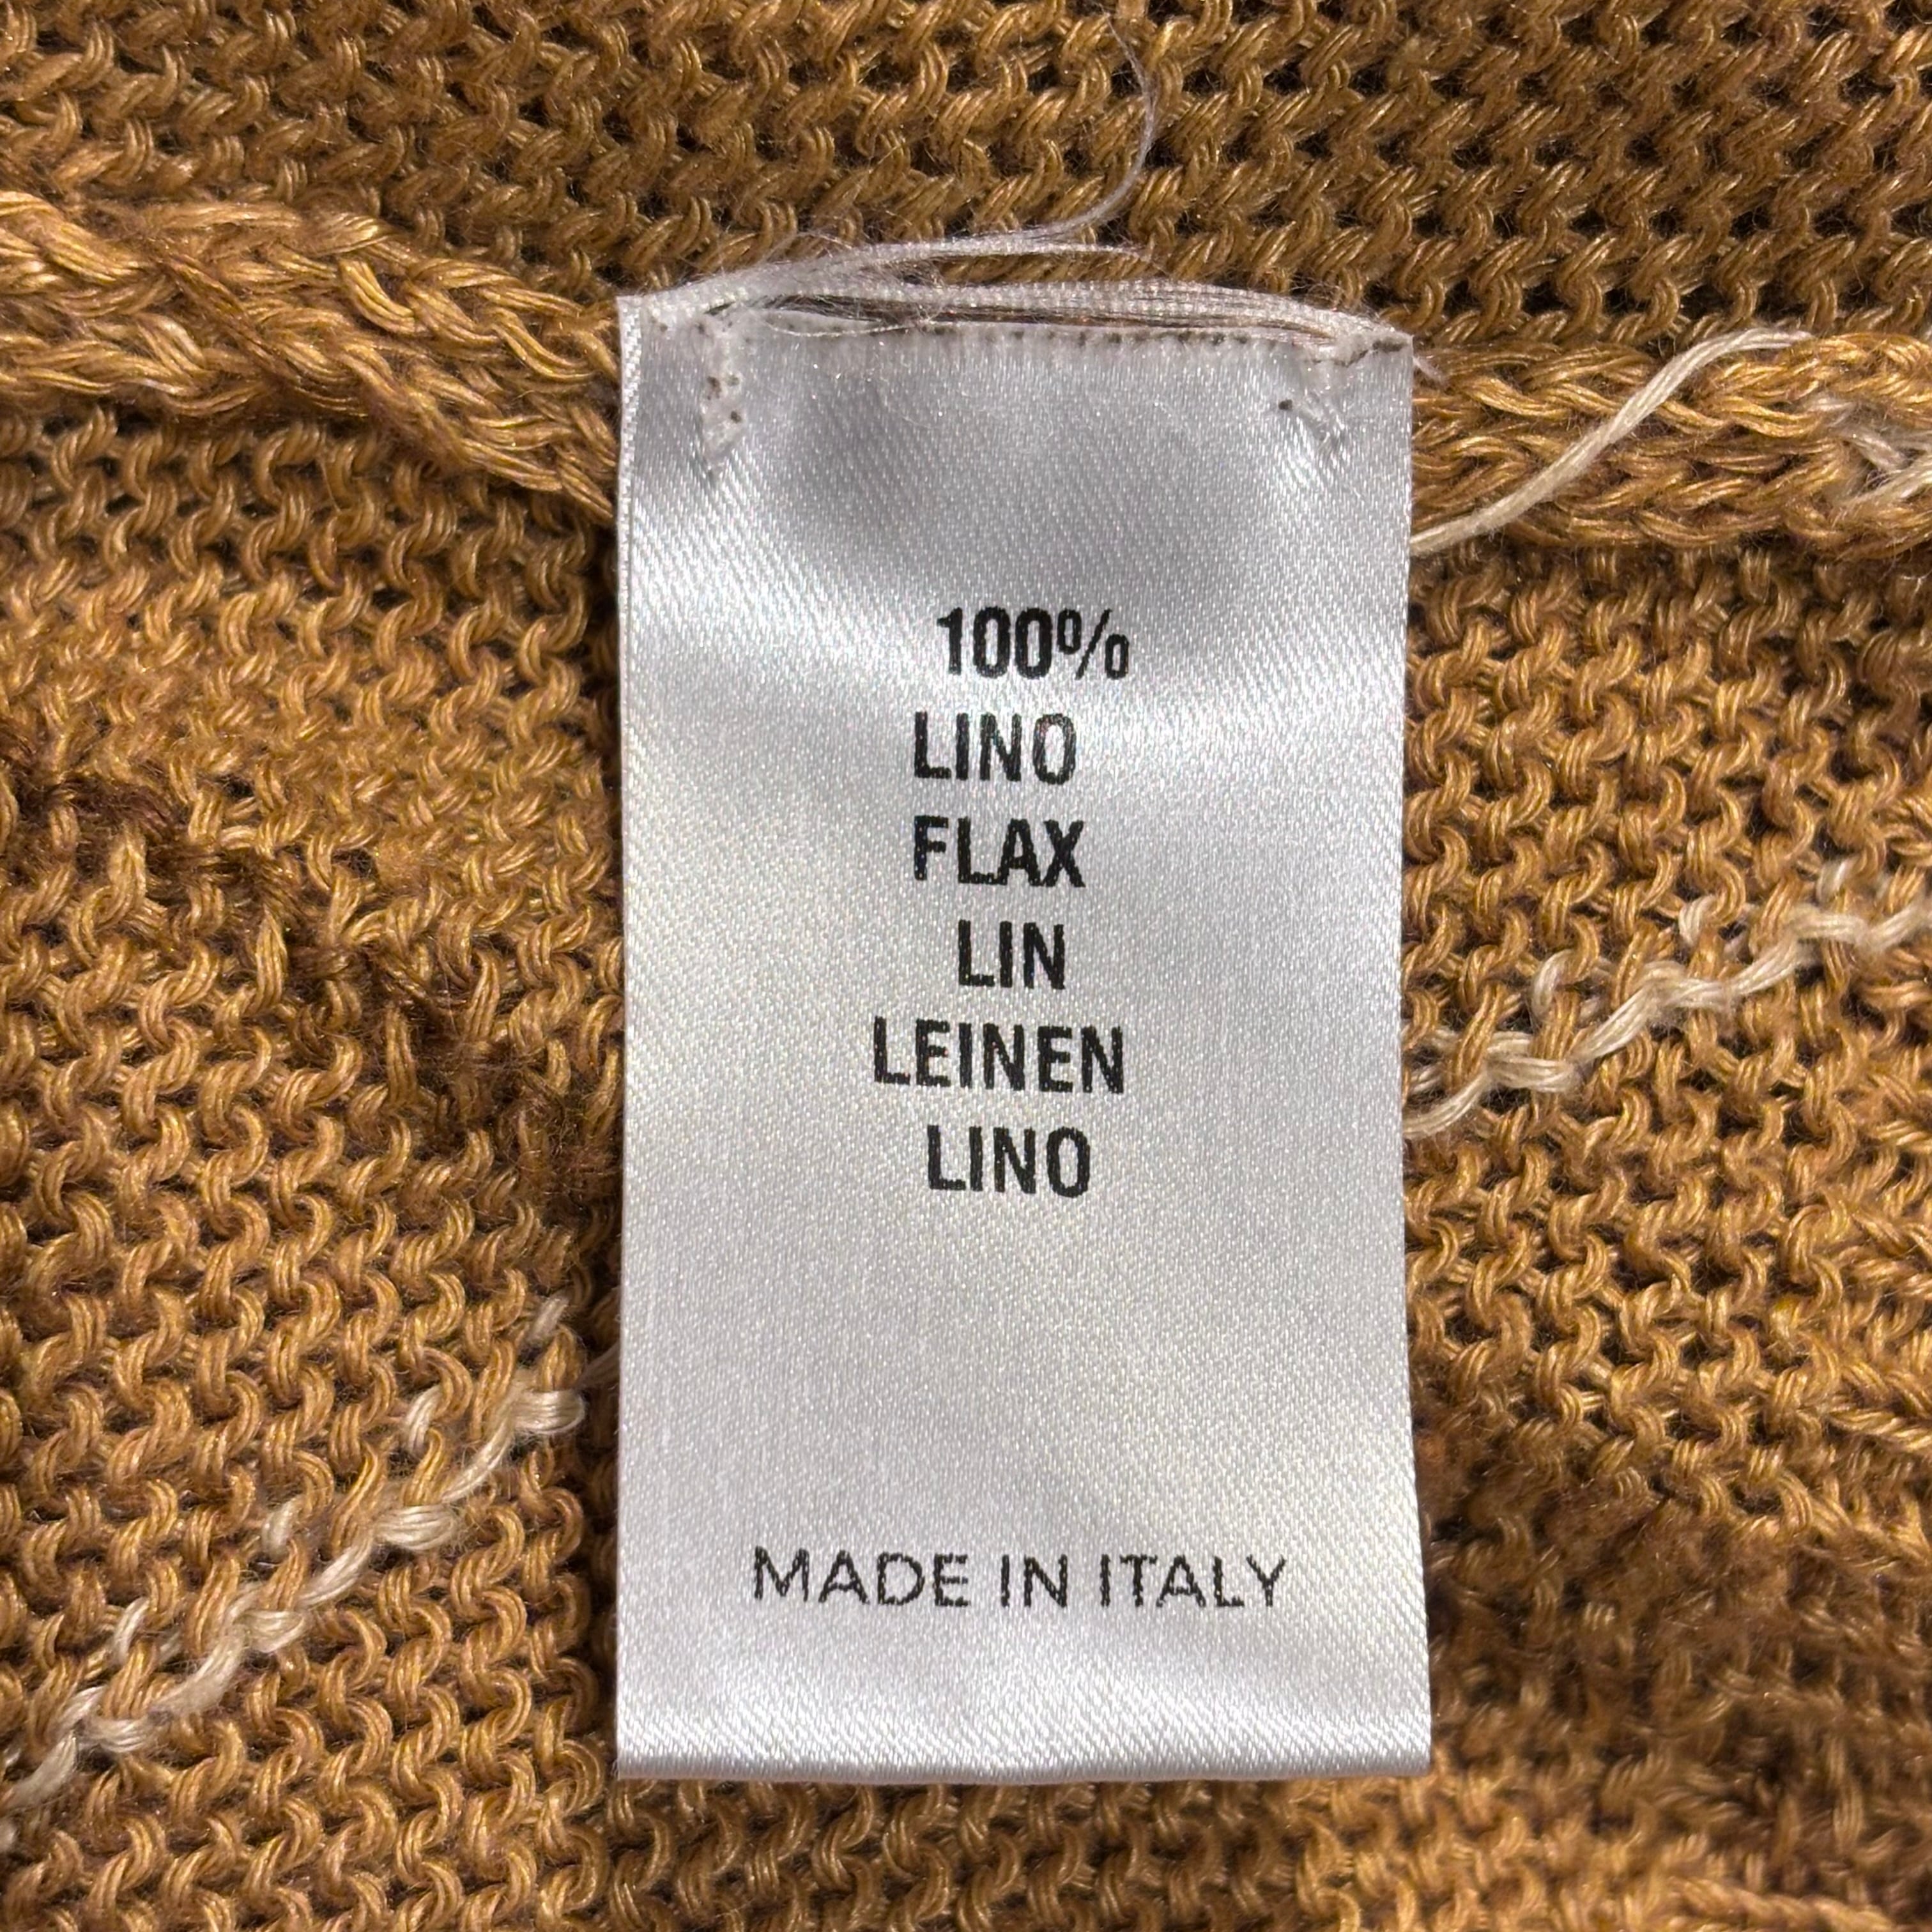 100%
LINO
FLAX
LIN
LEINEN
LINO
MADE IN ITALY